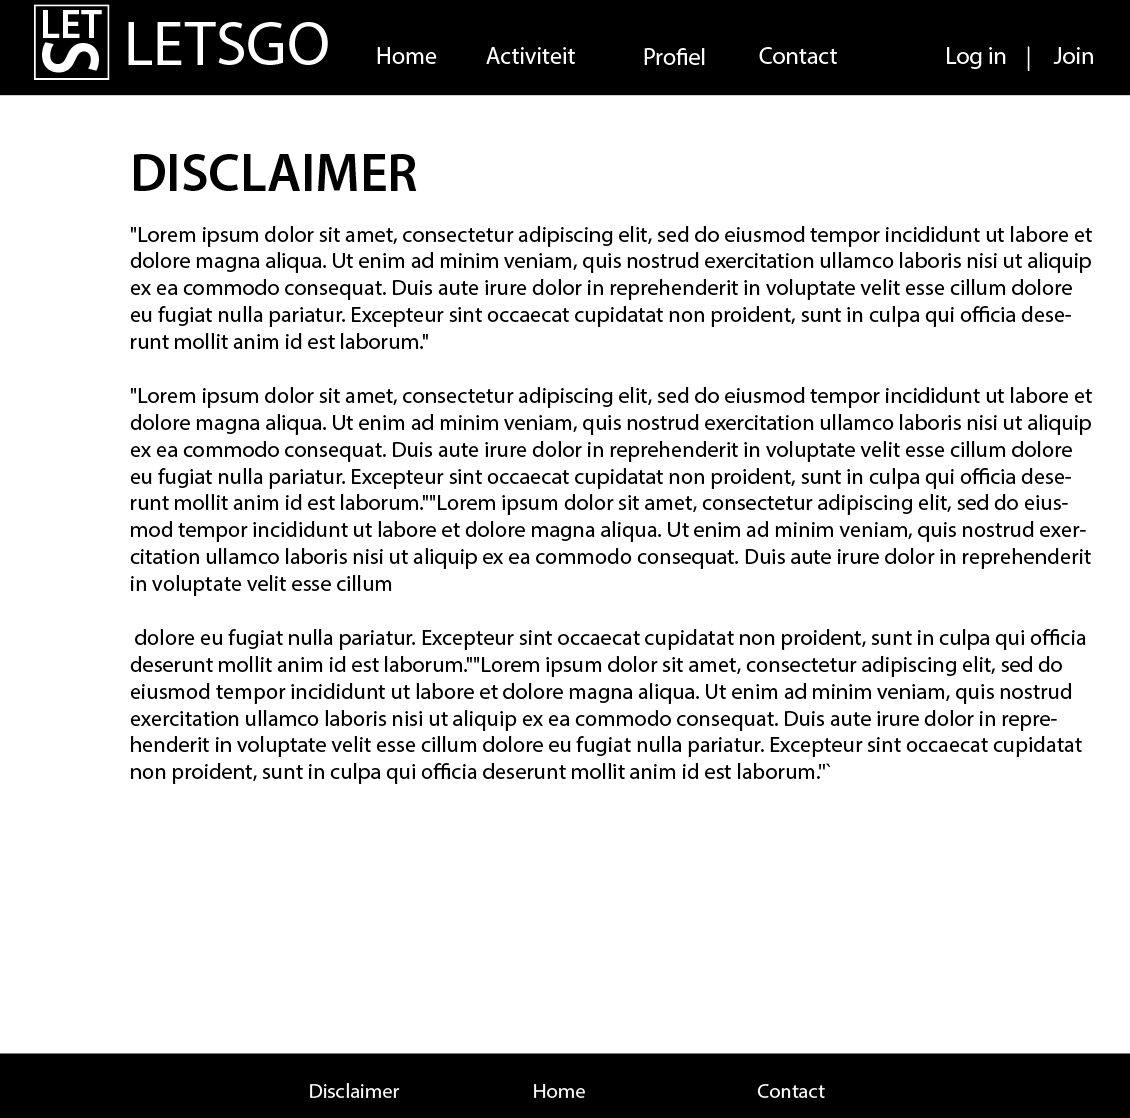 LET
S
LETSGO
Home Activiteit Profiel Contact Log in | Join
DISCLAIMER
"Lorem ipsum dolor sit amet, consectetur adipiscing elit, sed do eiusmod tempor incididunt ut labore et
dolore magna aliqua. Ut enim ad minim veniam, quis nostrud exercitation ullamco laboris nisi ut aliquip
ex ea commodo consequat. Duis aute irure dolor in reprehenderit in voluptate velit esse cillum dolore
eu fugiat nulla pariatur. Excepteur sint occaecat cupidatat non proident, sunt in culpa qui officia dese-
runt mollit anim id est laborum."
"Lorem ipsum dolor sit amet, consectetur adipiscing elit, sed do eiusmod tempor incididunt ut labore et
dolore magna aliqua. Ut enim ad minim veniam, quis nostrud exercitation ullamco laboris nisi ut aliquip
ex ea commodo consequat. Duis aute irure dolor in reprehenderit in voluptate velit esse cillum dolore
eu fugiat nulla pariatur. Excepteur sint occaecat cupidatat non proident, sunt in culpa qui officia dese-
runt mollit anim id est laborum.""Lorem ipsum dolor sit amet, consectetur adipiscing elit, sed do eius-
mod tempor incididunt ut labore et dolore magna aliqua. Ut enim ad minim veniam, quis nostrud exer-
citation ullamco laboris nisi ut aliquip ex ea commodo consequat. Duis aute irure dolor in reprehenderit
in voluptate velit esse cillum
dolore eu fugiat nulla pariatur. Excepteur sint occaecat cupidatat non proident, sunt in culpa qui officia
deserunt mollit anim id est laborum.""Lorem ipsum dolor sit amet, consectetur adipiscing elit, sed do
eiusmod tempor incididunt ut labore et dolore magna aliqua. Ut enim ad minim veniam, quis nostrud
exercitation ullamco laboris nisi ut aliquip ex ea commodo consequat. Duis aute irure dolor in repre-
henderit in voluptate velit esse cillum dolore eu fugiat nulla pariatur. Excepteur sint occaecat cupidatat
non proident, sunt in culpa qui officia deserunt mollit anim id est laborum."`
Disclaimer Home Contact